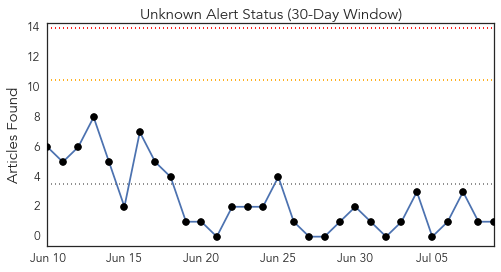 Unknown Alert Status (30-Day Window)
Articles Found
14
12
10
8
6
4
2
0
Jun 10 Jun 15 Jun 20 Jun 25 Jun 30 Jul 05